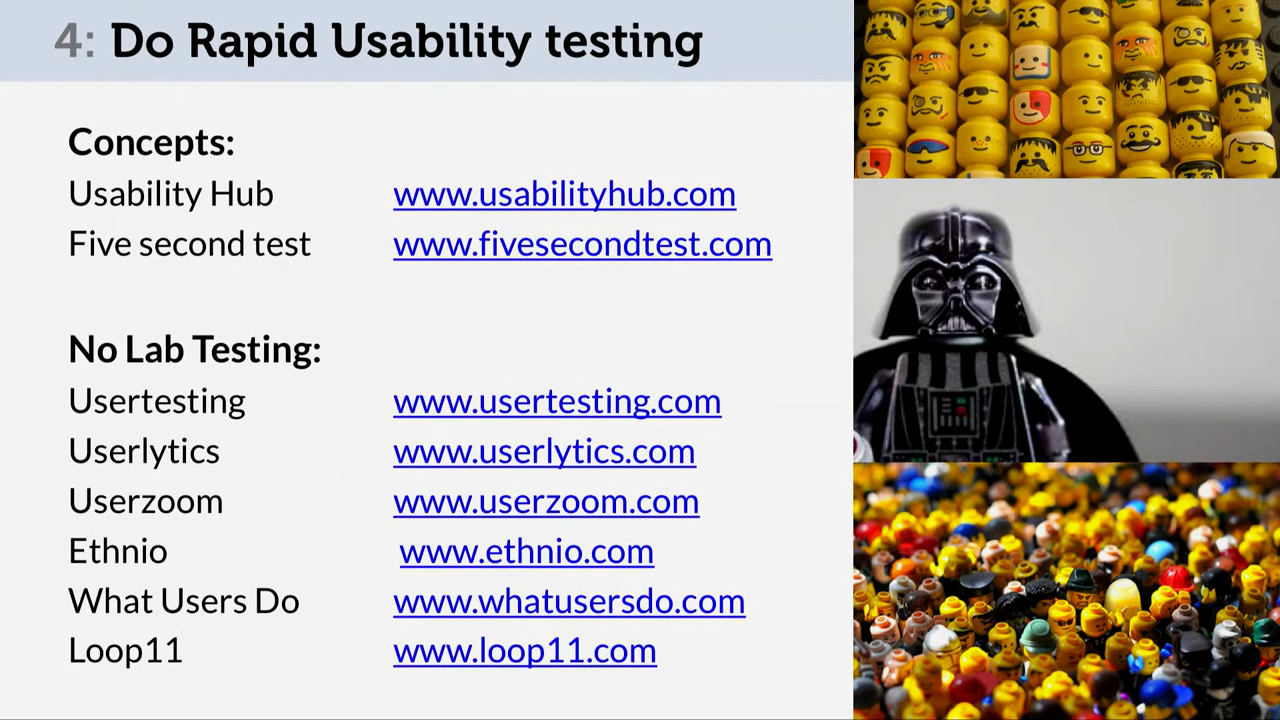 4: Do Rapid Usability testing
Concepts:
Usability Hub www.usabilityhub.com
Five second test www.fivesecondtest.com
No Lab Testing:
Usertesting www.usertesting.com
Userlytics www.userlytics.com
Userzoom www.userzoom.com
Ethnio www.ethnio.com
What Users Do www.whatusersdo.com
Loop11 www.loop11.com